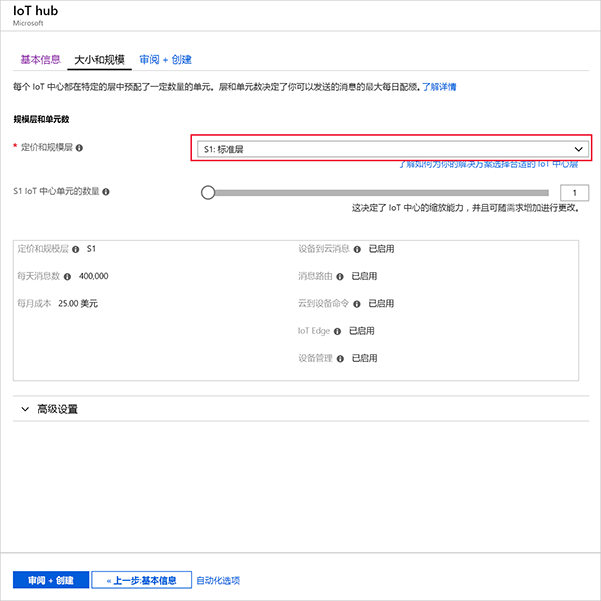 IoT hub
Microsoft
基本信息 大小和规模 审阅 + 创建
每个 IoT 中心都在特定的层中预配了一定数量的单元。层和单元数决定了你可以发送的消息的最大每日配额。了解详情
规模层和单元数
* 定价和规模层
S1: 标准层
了解如何为你的解决方案选择合适的 IoT 中心层
S1 IoT 中心单元的数量
1
这决定了 IoT 中心的缩放能力，并且可随需求增加进行更改。
定价和规模层 S1
设备到云消息 已启用
每天消息数 400,000
消息路由 已启用
每月成本 25.00 美元
云到设备命令 已启用
IoT Edge 已启用
设备管理 已启用
高级设置
审阅 + 创建
« 上一步:基本信息
自动化选项